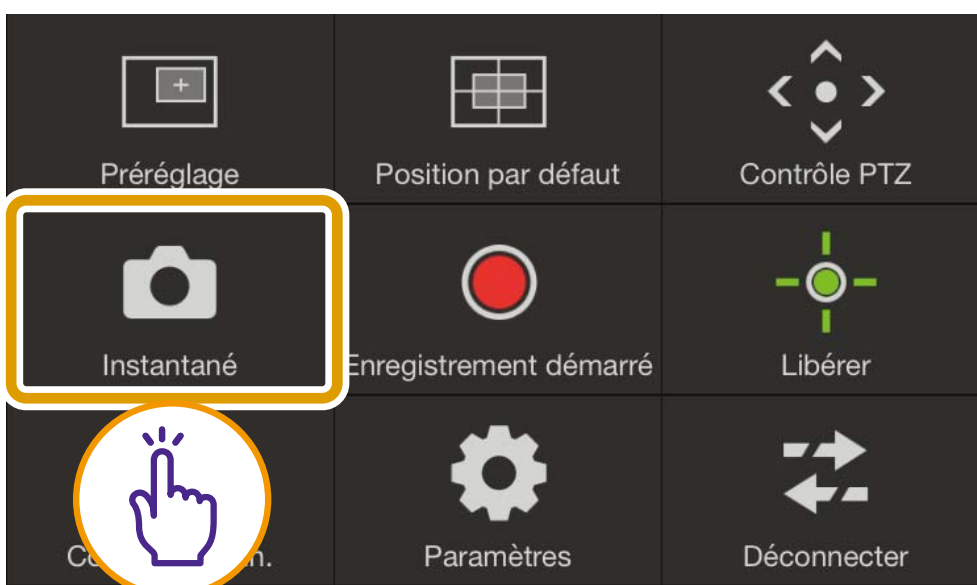 Préréglage
Position par défaut
Contrôle PTZ
Instantané
Enregistrement démarré
Libérer
Paramètres
Déconnecter